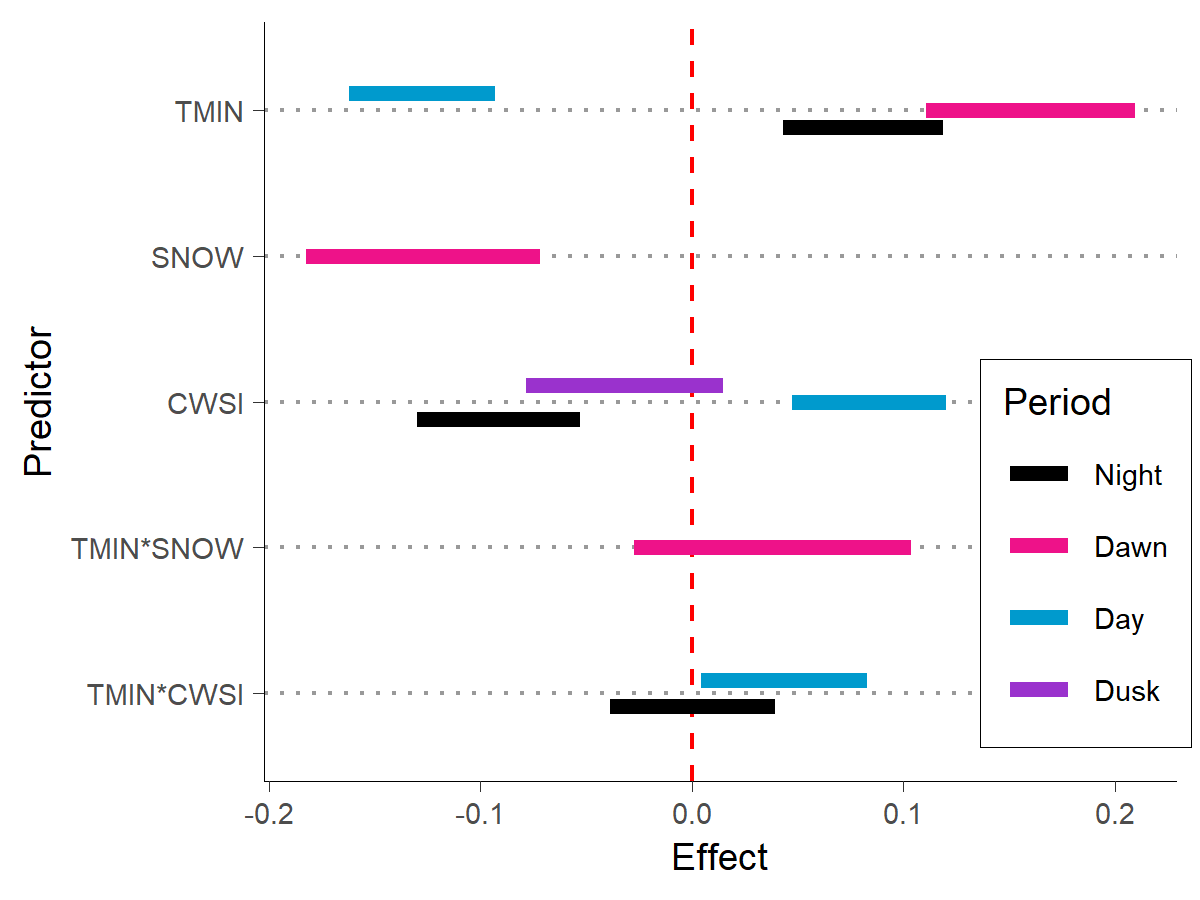 TMIN
SNOW
CWSI
TMIN*SNOW
TMIN*CWSI
Predictor
-0.2
-0.1
0.0
0.1
0.2
Effect
Period
Night
Dawn
Day
Dusk